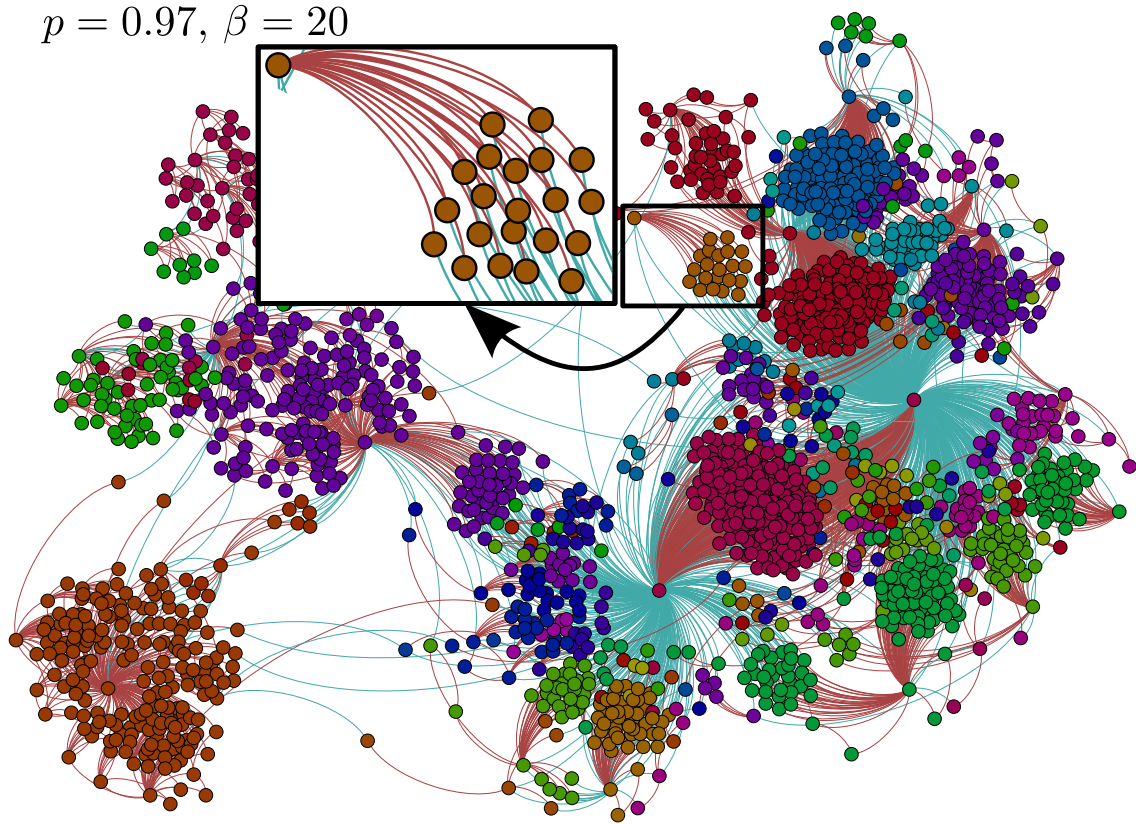 p = 0.97, β = 20